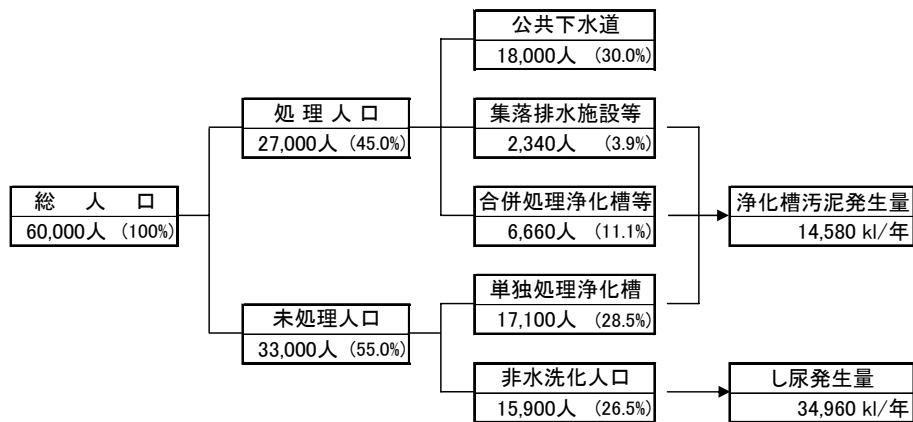 公共下水道
18,000人 (30.0%)
処 理 人 口
27,000人 (45.0%)
集落排水施設等
2,340人 (3.9%)
総 人 口
60,000人 (100%)
合併処理浄化槽等
6,660人 (11.1%)
浄化槽汚泥発生量
14,580 kl/年
未処理人口
33,000人 (55.0%)
単独処理浄化槽
17,100人 (28.5%)
非水洗化人口
15,900人 (26.5%)
し尿発生量
34,960 kl/年